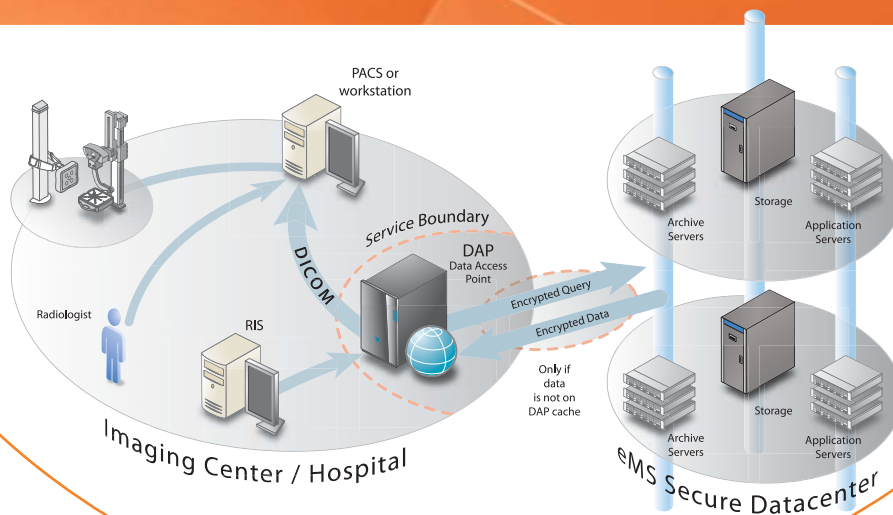 PACS or
workstation
Service Boundary
DAP
Data Access
Point
DICOM
Radiologist
RIS
Encrypted Query
Encrypted Data
Only if
data
is not on
DAP cache
Imaging Center / Hospital
Storage
Archive
Servers
Application
Servers
Storage
Archive
Servers
Application
Servers
eMS Secure Datacenter